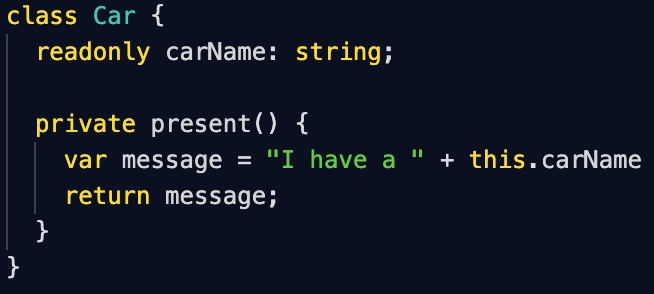 class Car {
readonly carName: string;
private present() {
var message = "I have a " + this.carName
return message;
}
}